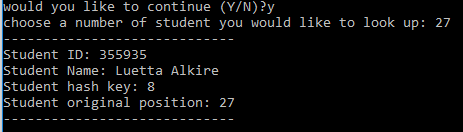 would you like to continue (Y/N)?y
choose a number of student you would like to look up: 27
-----------------------------
Student ID: 355935
Student Name: Luetta Alkire
Student hash key: 8
Student original position: 27
-----------------------------